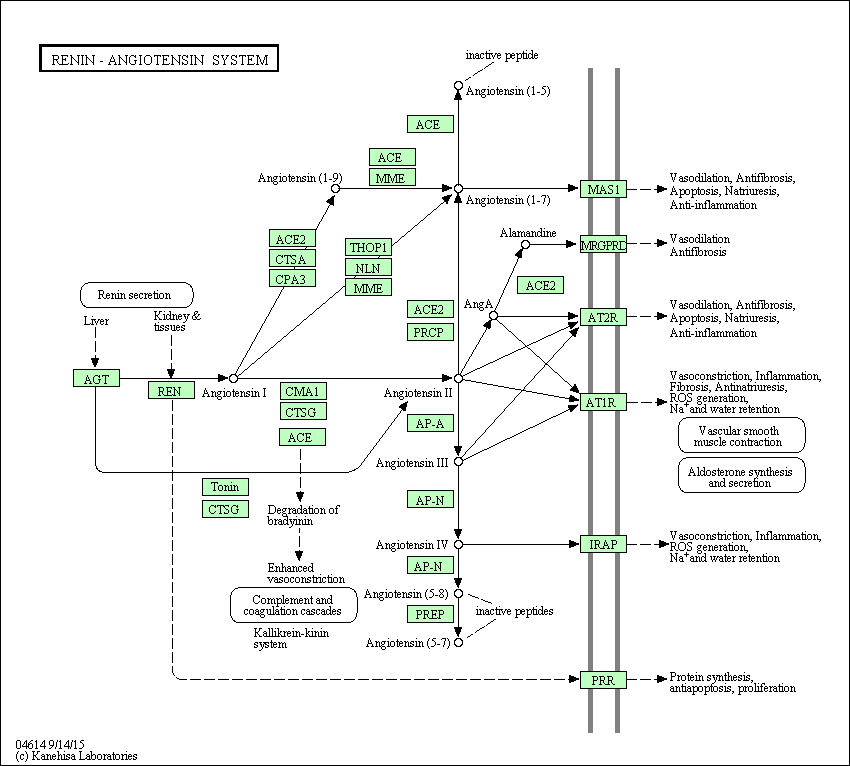 RENIN - ANGIOTENSIN SYSTEM
inactive peptide
Angiotensin (1-5)
ACE
ACE
MME
Angiotensin (1-9)
Angiotensin (1-7)
MAS1
Vasodilation, Antifibrosis,
Apoptosis, Natriuresis,
Anti-inflammation
ACE2
CTSA
CPA3
THOP1
NLN
MME
Alamandine
MRGPRD
Vasodilation
Antifibrosis
ACE2
Renin secretion
Liver
Kidney &
tissues
ACE2
PRCP
AngA
AT2R
Vasodilation, Antifibrosis,
Apoptosis, Natriuresis,
Anti-inflammation
AGT
REN
Angiotensin I
CMA1
CTSG
ACE
Angiotensin II
AT1R
Vasoconstriction, Inflammation,
Fibrosis, Antinatriuresis,
ROS generation,
Na+ and water retention
Vascular smooth
muscle contraction
Aldosterone synthesis
and secretion
AP-A
Angiotensin III
Tonin
CTSG
Degradation of
bradyinin
AP-N
Angiotensin IV
IRAP
Vasoconstriction, Inflammation,
ROS generation,
Na+ and water retention
Enhanced
vasoconstriction
AP-N
Complement and
coagulation cascades
Kallikrein-kinin
system
Angiotensin (5-8)
PREP
inactive peptides
Angiotensin (5-7)
PRR
Protein synthesis,
antiapoptosis, proliferation
04614 9/14/15
(c) Kanehisa Laboratories